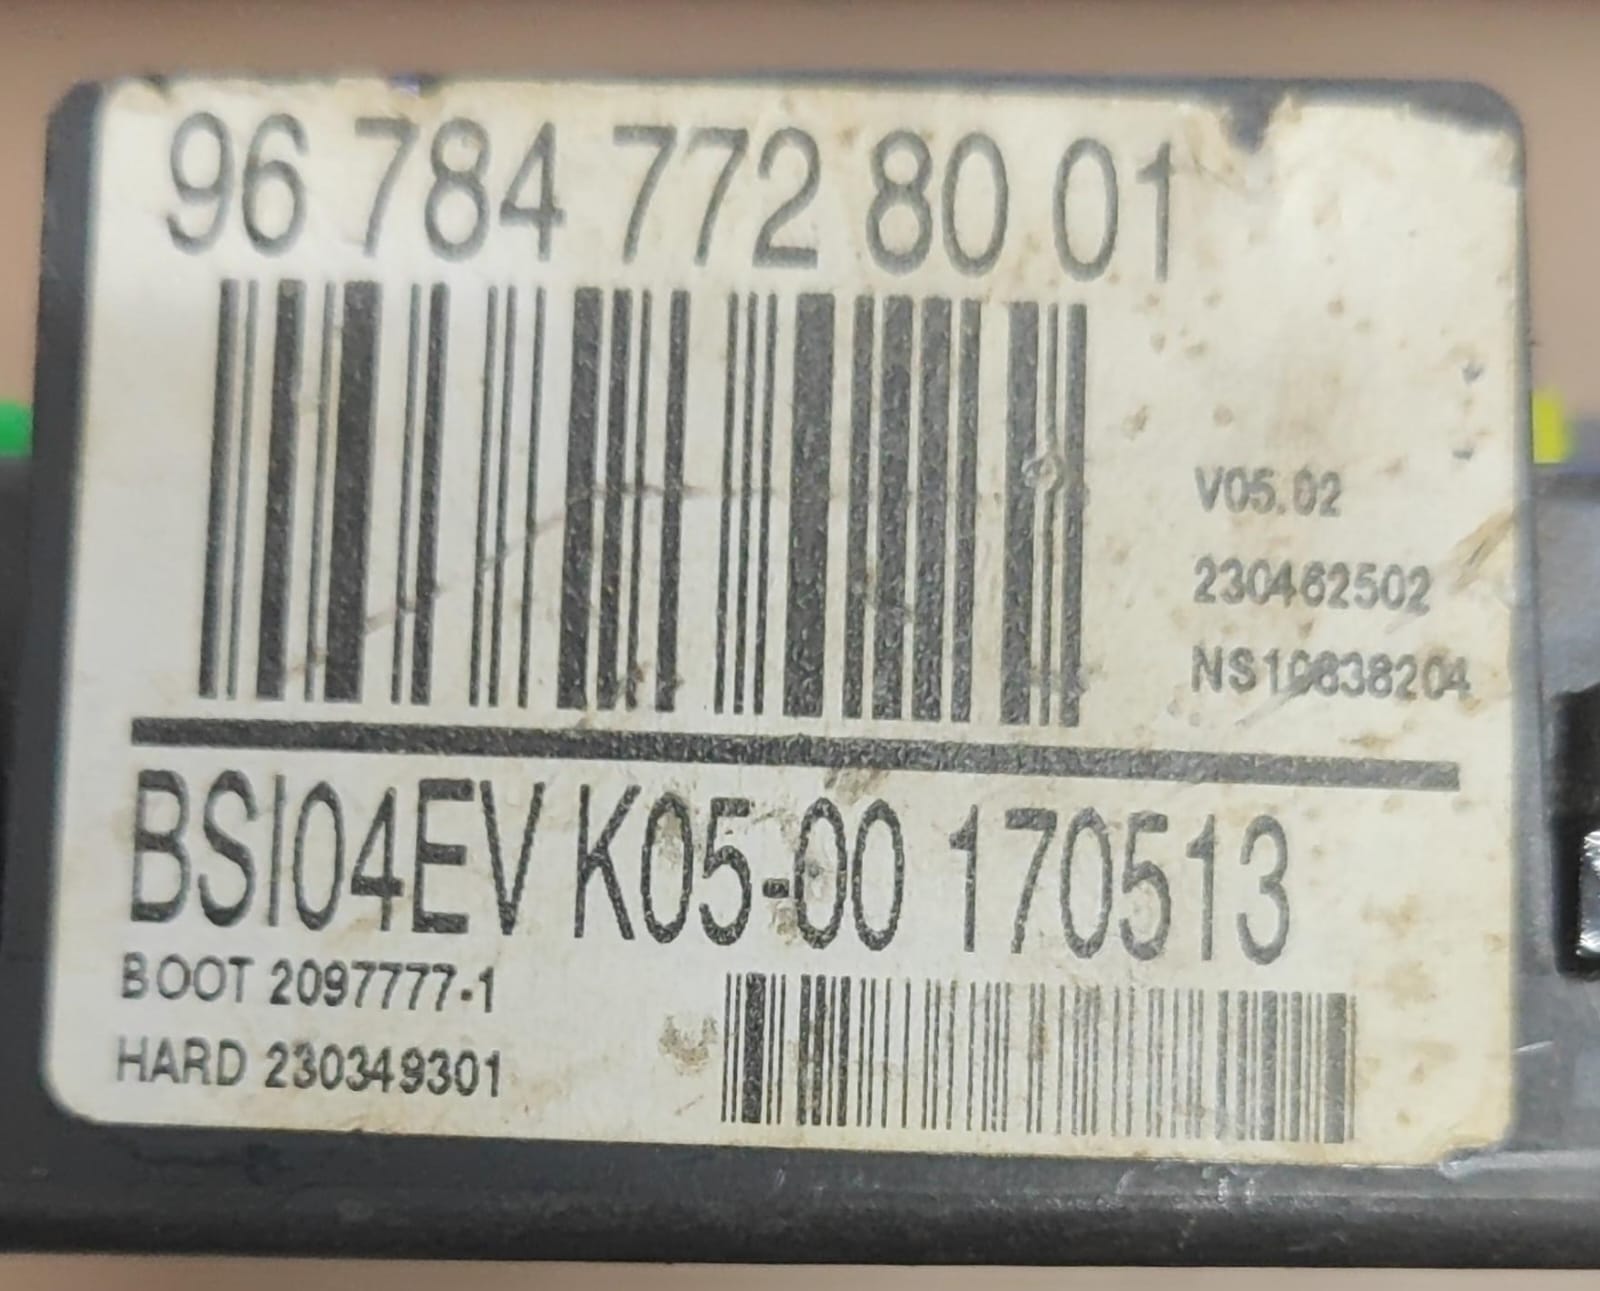 96 784 772 80 01
V05.02
230462502
NS10838204
BSI04EV K05-00 170513
BOOT 2097777-1
HARD 230349301